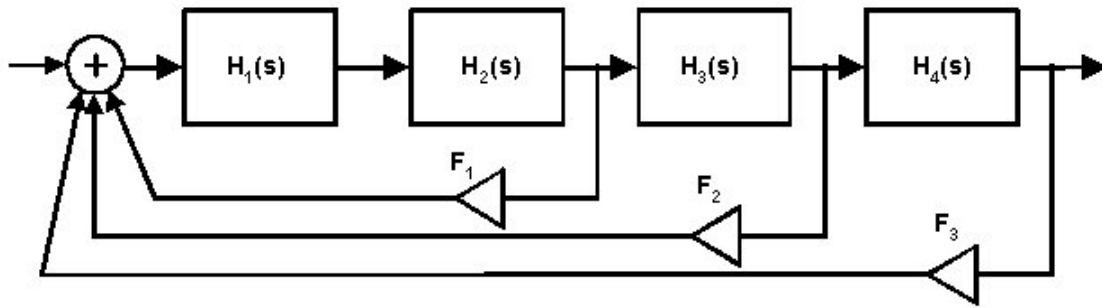 +
H₁(s)
H₂(s)
H₃(s)
H₄(s)
F₁
F₂
F₃